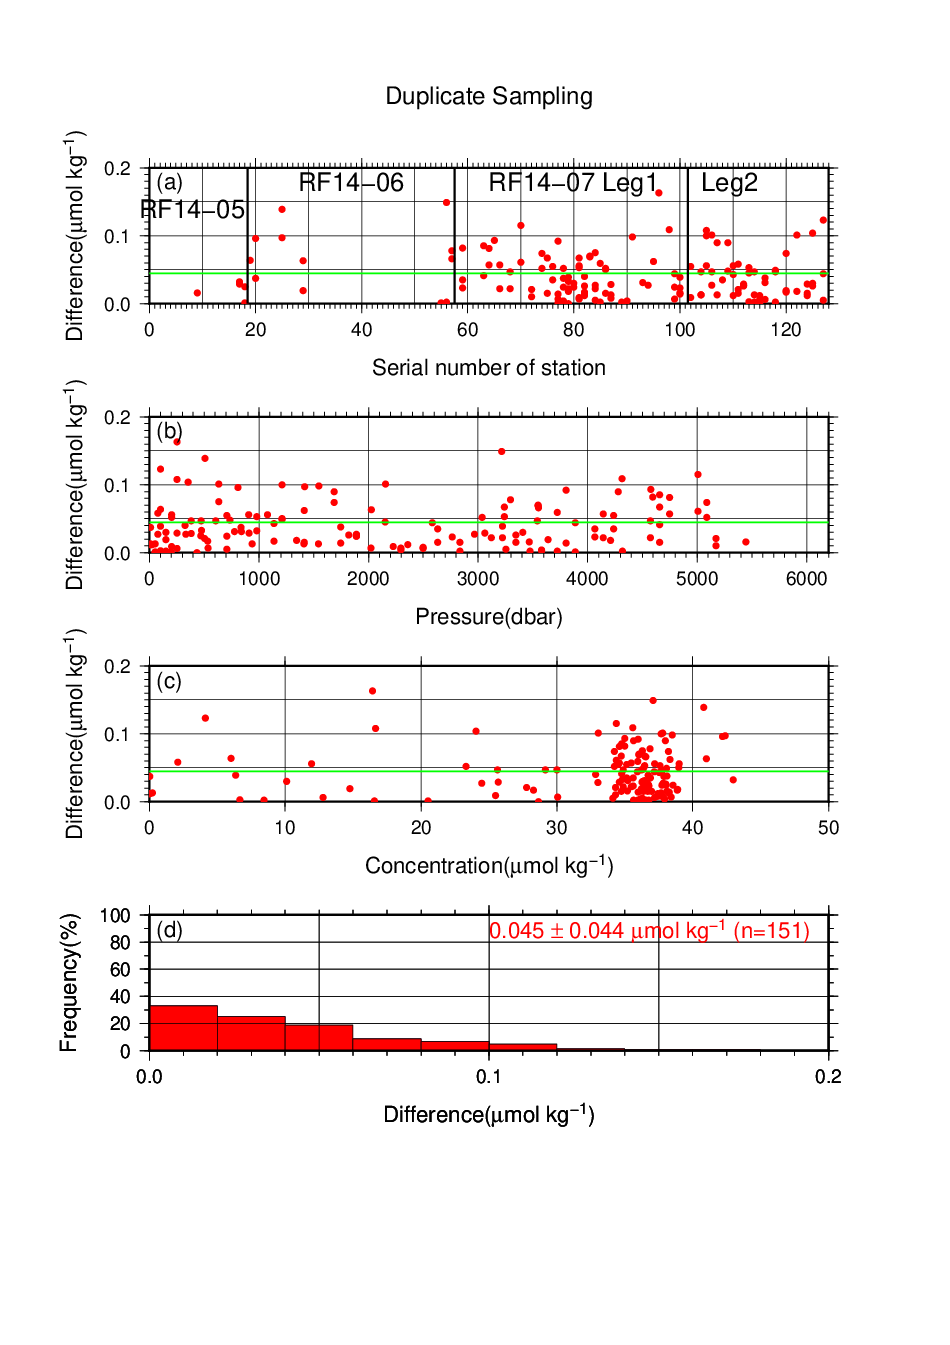 Duplicate Sampling
Difference(μmol kg⁻¹)
0.2
0.1
0.0
(a)
RF14−05
RF14−06
RF14−07 Leg1
Leg2
0 20 40 60 80 100 120
Serial number of station
Difference(μmol kg⁻¹)
0.2
0.1
0.0
(b)
0 1000 2000 3000 4000 5000 6000
Pressure(dbar)
Difference(μmol kg⁻¹)
0.2
0.1
0.0
(c)
0 10 20 30 40 50
Concentration(μmol kg⁻¹)
Frequency(%)
100
80
60
40
20
0
(d)
0.045 ± 0.044 μmol kg⁻¹ (n=151)
0.0 0.1 0.2
Difference(μmol kg⁻¹)